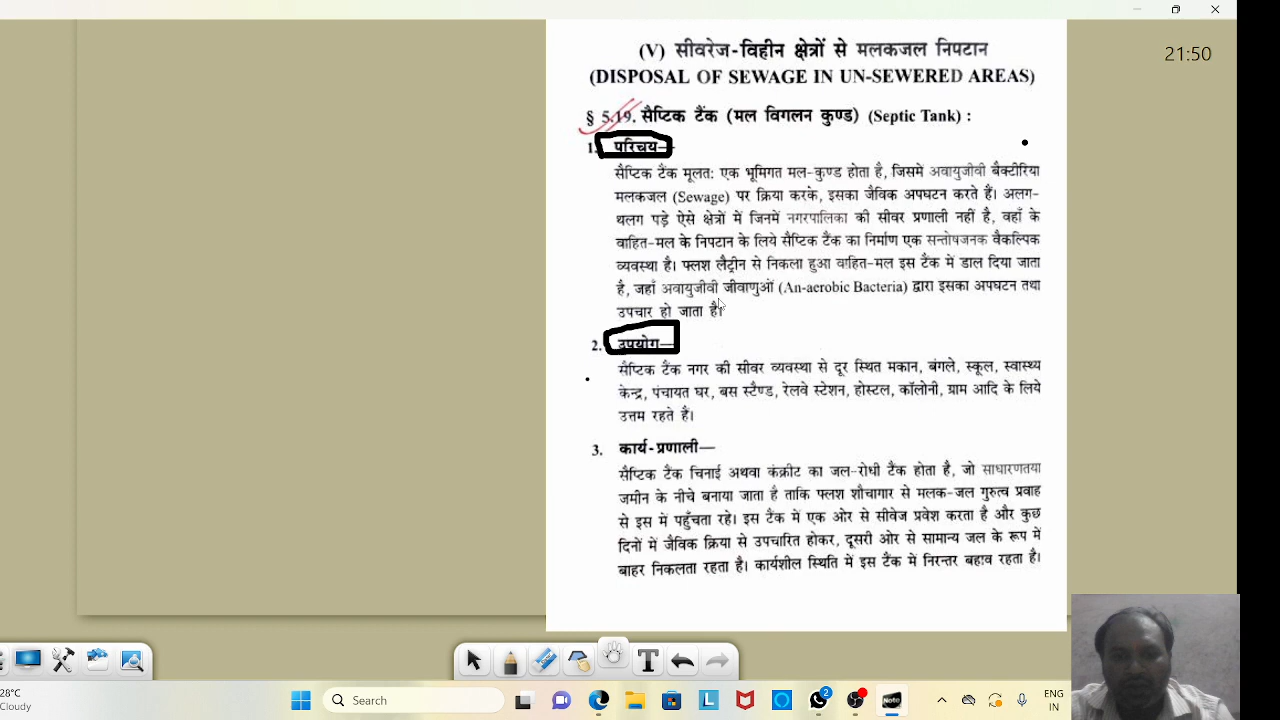 21:50
(V) सीवरेज-विहीन क्षेत्रों से मलकजल निपटान
(DISPOSAL OF SEWAGE IN UN-SEWERED AREAS)
§ 5.19. सैप्टिक टैंक (मल विगलन कुण्ड) (Septic Tank) :
1. परिचय—
सैप्टिक टैंक मूलत: एक भूमिगत मल-कुण्ड होता है, जिसमे अवायुजीवी बैक्टीरिया
मलकजल (Sewage) पर क्रिया करके, इसका जैविक अपघटन करते हैं। अलग-
थलग पड़े ऐसे क्षेत्रों में जिनमें नगरपालिका की सीवर प्रणाली नहीं है, वहाँ के
वाहित-मल के निपटान के लिये सैप्टिक टैंक का निर्माण एक सन्तोषजनक वैकल्पिक
व्यवस्था है। फ्लश लैट्रीन से निकला हुआ वाहित-मल इस टैंक में डाल दिया जाता
है, जहाँ अवायुजीवी जीवाणुओं (An-aerobic Bacteria) द्वारा इसका अपघटन तथा
उपचार हो जाता है।
2. उपयोग—
सैप्टिक टैंक नगर की सीवर व्यवस्था से दूर स्थित मकान, बंगले, स्कूल, स्वास्थ्य
केन्द्र, पंचायत घर, बस स्टैण्ड, रेलवे स्टेशन, होस्टल, कॉलोनी, ग्राम आदि के लिये
उत्तम रहते हैं।
3. कार्य-प्रणाली—
सैप्टिक टैंक चिनाई अथवा कंक्रीट का जल-रोधी टैंक होता है, जो साधारणतया
जमीन के नीचे बनाया जाता है ताकि फ्लश शौचागार से मलक-जल गुरुत्व प्रवाह
से इस में पहुँचता रहे। इस टैंक में एक ओर से सीवेज प्रवेश करता है और कुछ
दिनों में जैविक क्रिया से उपचारित होकर, दूसरी ओर से सामान्य जल के रूप में
बाहर निकलता रहता है। कार्यशील स्थिति में इस टैंक में निरन्तर बहाव रहता है।
T
28°C
Cloudy
Search
L
2
Note
ENG
IN